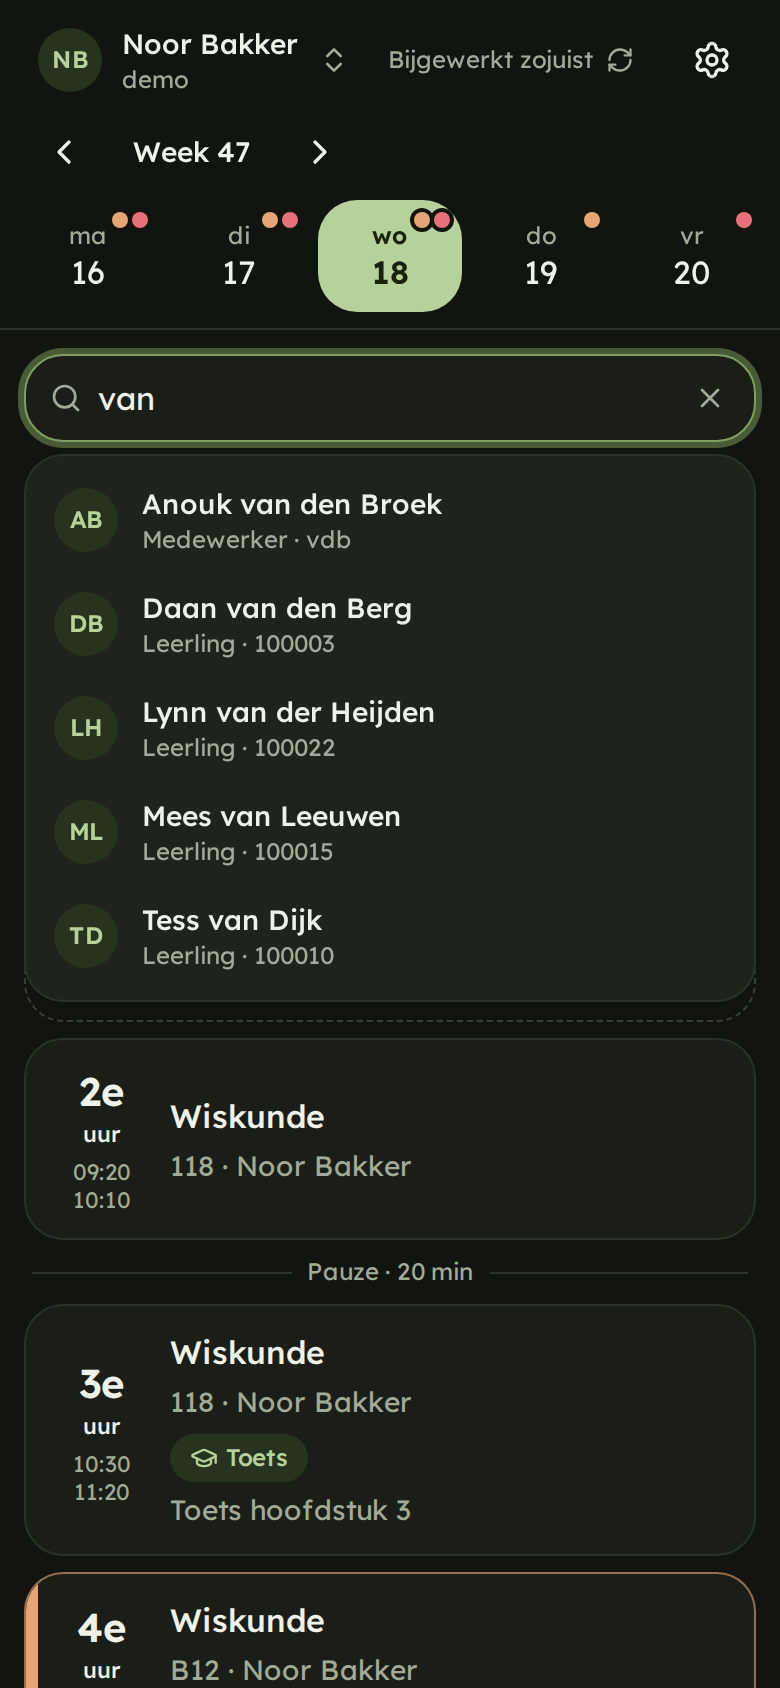 NB
Noor Bakker
demo
Bijgewerkt zojuist
Week 47
ma
16
di
17
wo
18
do
19
vr
20
van
AB
Anouk van den Broek
Medewerker · vdb
DB
Daan van den Berg
Leerling · 100003
LH
Lynn van der Heijden
Leerling · 100022
ML
Mees van Leeuwen
Leerling · 100015
TD
Tess van Dijk
Leerling · 100010
2e
uur
09:20
10:10
Wiskunde
118 · Noor Bakker
Pauze · 20 min
3e
uur
10:30
11:20
Wiskunde
118 · Noor Bakker
Toets
Toets hoofdstuk 3
4e
uur
Wiskunde
B12 · Noor Bakker